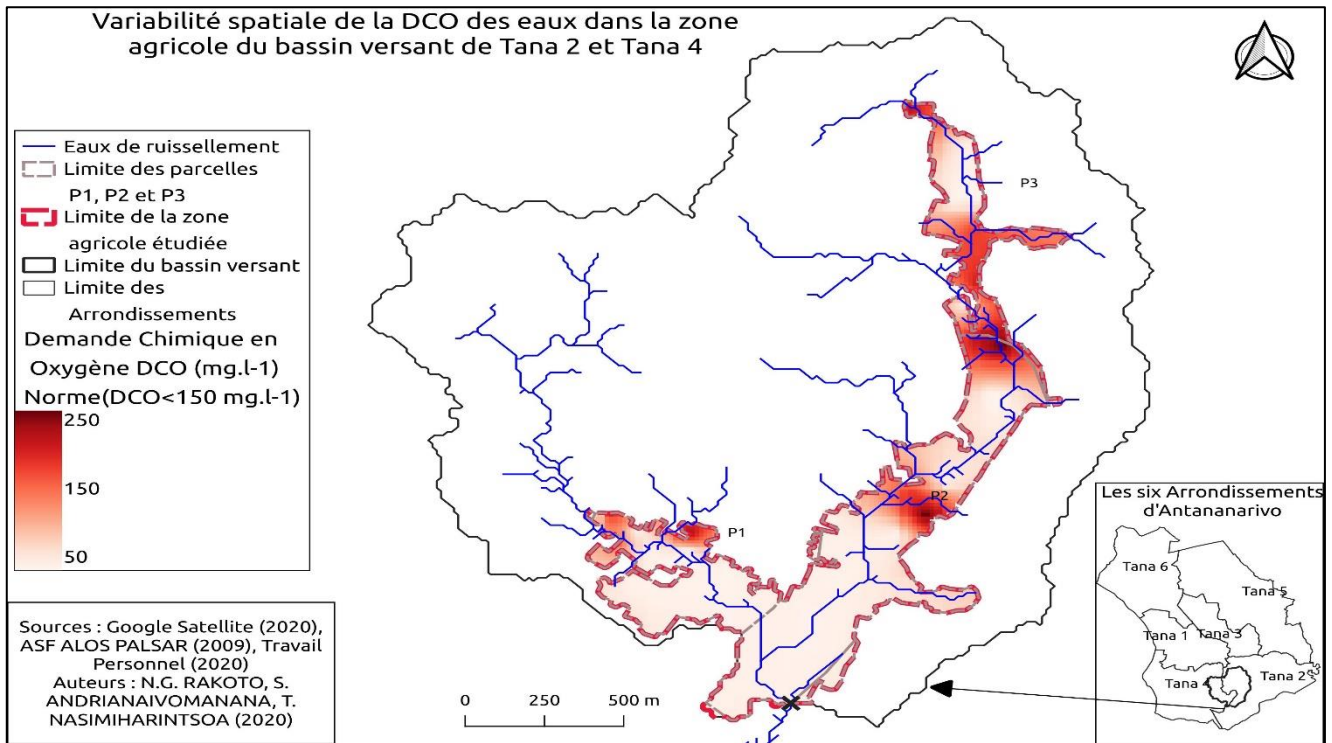 Variabilité spatiale de la DCO des eaux dans la zone
agricole du bassin versant de Tana 2 et Tana 4
Eaux de ruissellement
Limite des parcelles
P1, P2 et P3
Limite de la zone
agricole étudiée
Limite du bassin versant
Limite des
Arrondissements
Demande Chimique en
Oxygène DCO (mg.l-1)
Norme(DCO<150 mg.l-1)
250
150
50
Sources : Google Satellite (2020),
ASF ALOS PALSAR (2009), Travail
Personnel (2020)
Auteurs : N.G. RAKOTO, S.
ANDRIANAIVOMANANA, T.
NASIMIHARINTSOA (2020)
P3
P2
P1
0 250 500 m
Les six Arrondissements
d'Antananarivo
Tana 6
Tana 5
Tana 1
Tana 3
Tana 4
Tana 2